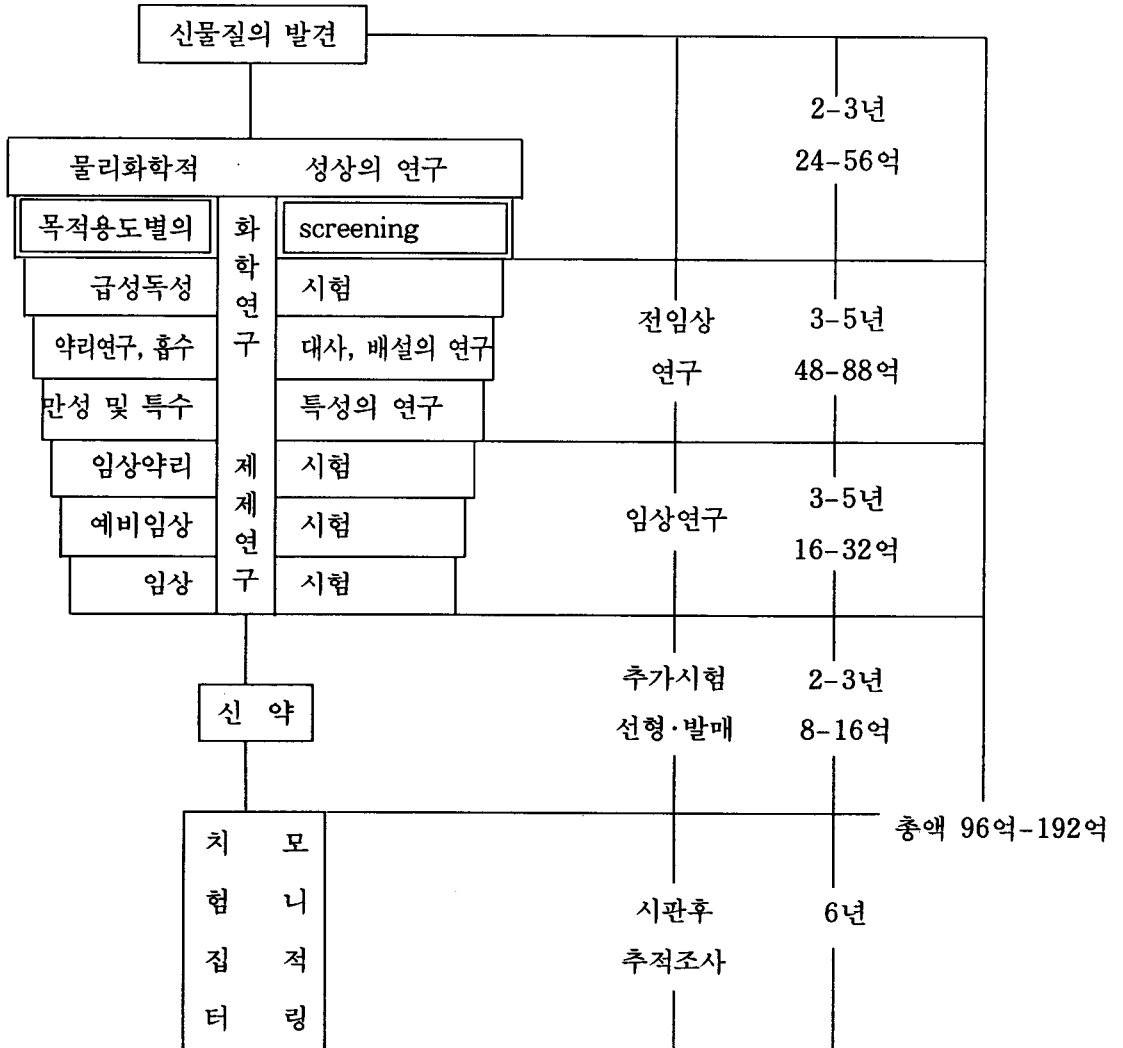 신물질의 발견
2-3년
24-56억
물리화학적 성상의 연구
목적용도별의 screening
화학연구
급성독성 시험
약리연구, 흡수 대사, 배설의 연구
만성 및 특수 특성의 연구
전임상 3-5년
연구 48-88억
임상약리 시험
제제연구
예비임상 시험
임상 시험
임상연구
3-5년
16-32억
신 약
추가시험 2-3년
선형·발매 8-16억
총액 96억-192억
치 모
험 니
집 적
터 링
시판후 6년
추적조사